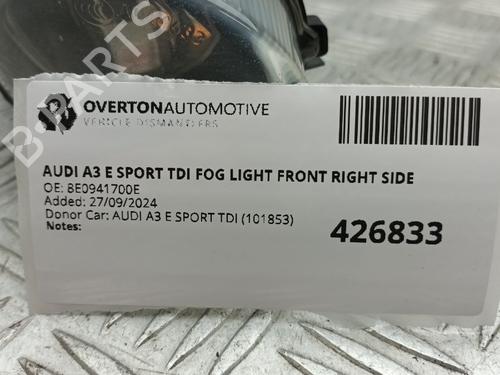 OVERTONAUTOMOTIVE
VEHICLE DISMANTLERS
AUDI A3 E SPORT TDI FOG LIGHT FRONT RIGHT SIDE
OE: 8E0941700E
Added: 27/09/2024
Donor Car: AUDI A3 E SPORT TDI (101853)
Notes:
426833
B-PARTS